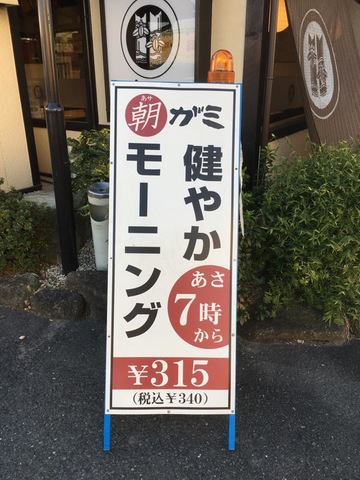 あさ
朝ガミ
健やか
モーニング
あさ
7時
から
¥315
(税込¥340)